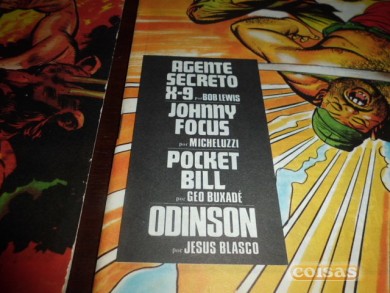 AGENTE
SECRETO
X-9 por BOB LEWIS
JOHNNY
FOCUS
por MICHELUZZI
POCKET
BILL
por GEO BUXADÉ
ODINSON
por JESUS BLASCO
coisas